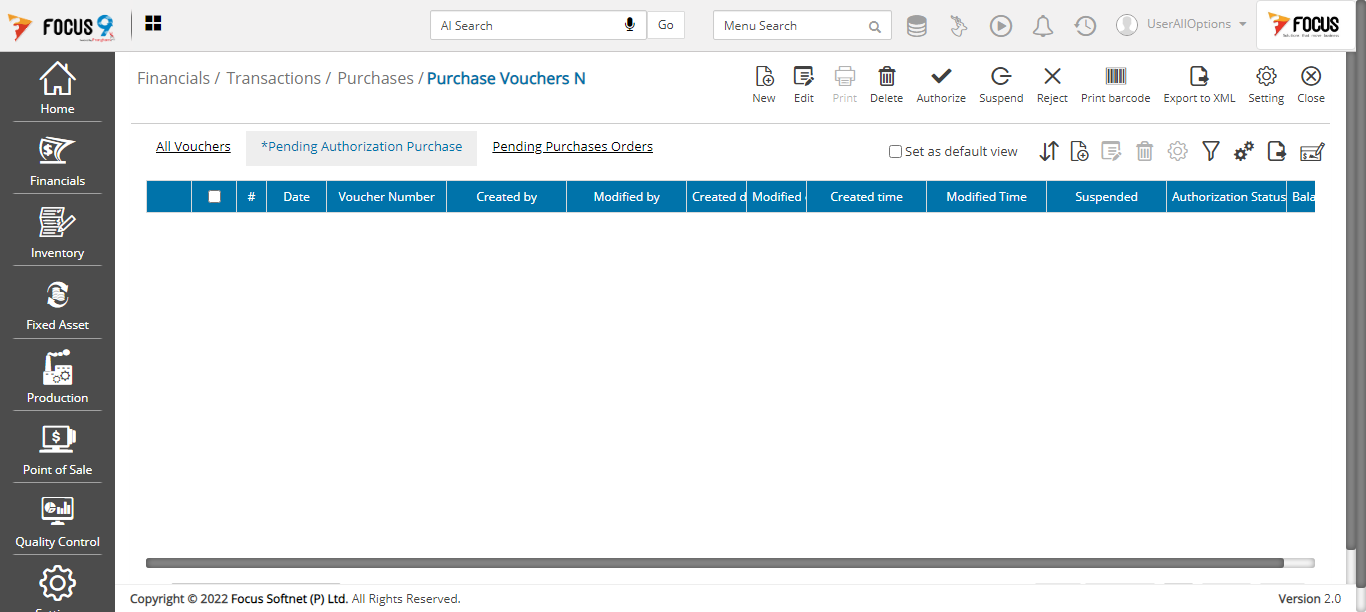 FOCUS 9
AI Search
Go
Menu Search
UserAllOptions
FOCUS
Home
Financials
Inventory
Fixed Asset
Production
Point of Sale
Quality Control
Financials / Transactions / Purchases / Purchase Vouchers N
New Edit Print Delete Authorize Suspend Reject Print barcode Export to XML Setting Close
All Vouchers *Pending Authorization Purchase Pending Purchases Orders
Set as default view
# Date Voucher Number Created by Modified by Created d Modified Created time Modified Time Suspended Authorization Status Bala
Copyright © 2022 Focus Softnet (P) Ltd. All Rights Reserved.
Version 2.0